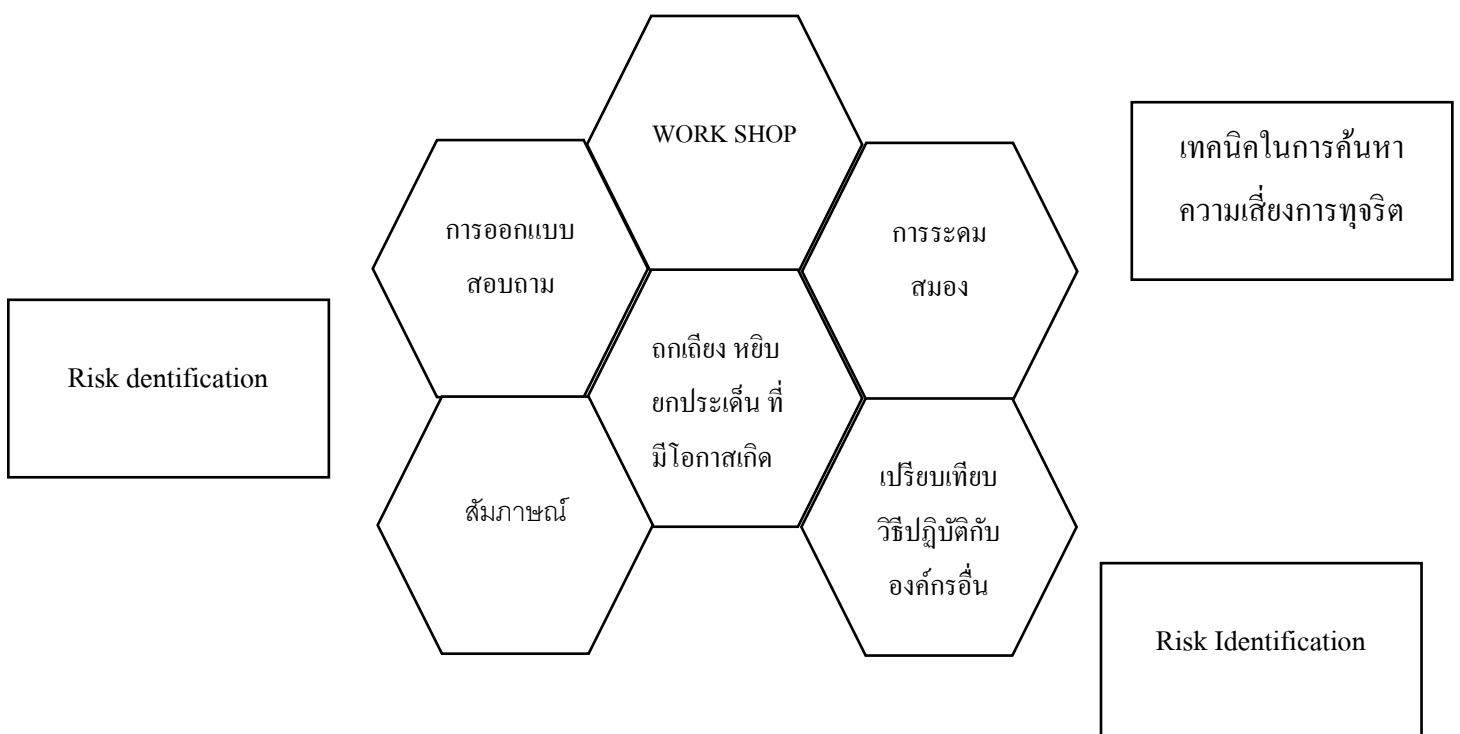 WORK SHOP
เทคนิคในการค้นหา
ความเสี่ยงการทุจริต
การออกแบบ
สอบถาม
การระดม
สมอง
ถกเถียง หยิบ
ยกประเด็น ที่
มีโอกาสเกิด
Risk dentification
สัมภาษณ์
เปรียบเทียบ
วิธีปฏิบัติกับ
องค์กรอื่น
Risk Identification